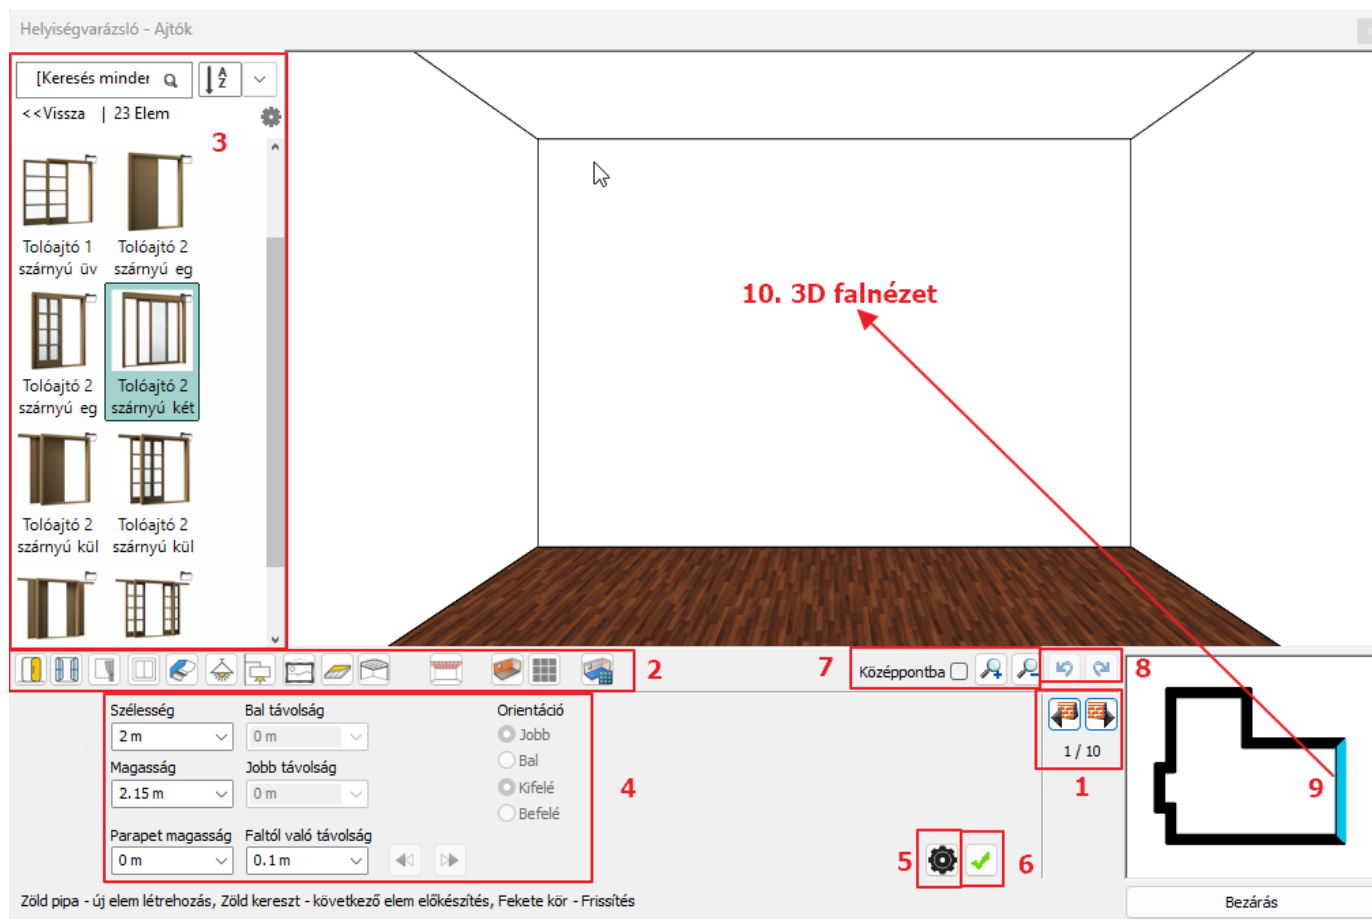 Helyiségvarázsló - Ajtók
[Keresés minder
A
Z
<<Vissza | 23 Elem
3
Tolóajtó 1
szárnyú üv
Tolóajtó 2
szárnyú eg
Tolóajtó 2
szárnyú eg
Tolóajtó 2
szárnyú két
Tolóajtó 2
szárnyú kül
Tolóajtó 2
szárnyú kül
10. 3D falnézet
2
7
Középpontba
8
Szélesség
2 m
Bal távolság
0 m
Orientáció
Jobb
Bal
Kifelé
Befelé
Magasság
2.15 m
Jobb távolság
0 m
Parapet magasság
0 m
Faltól való távolság
0.1 m
4
1 / 10
1
9
5
6
Zöld pipa - új elem létrehozás, Zöld kereszt - következő elem előkészítés, Fekete kör - Frissítés
Bezárás